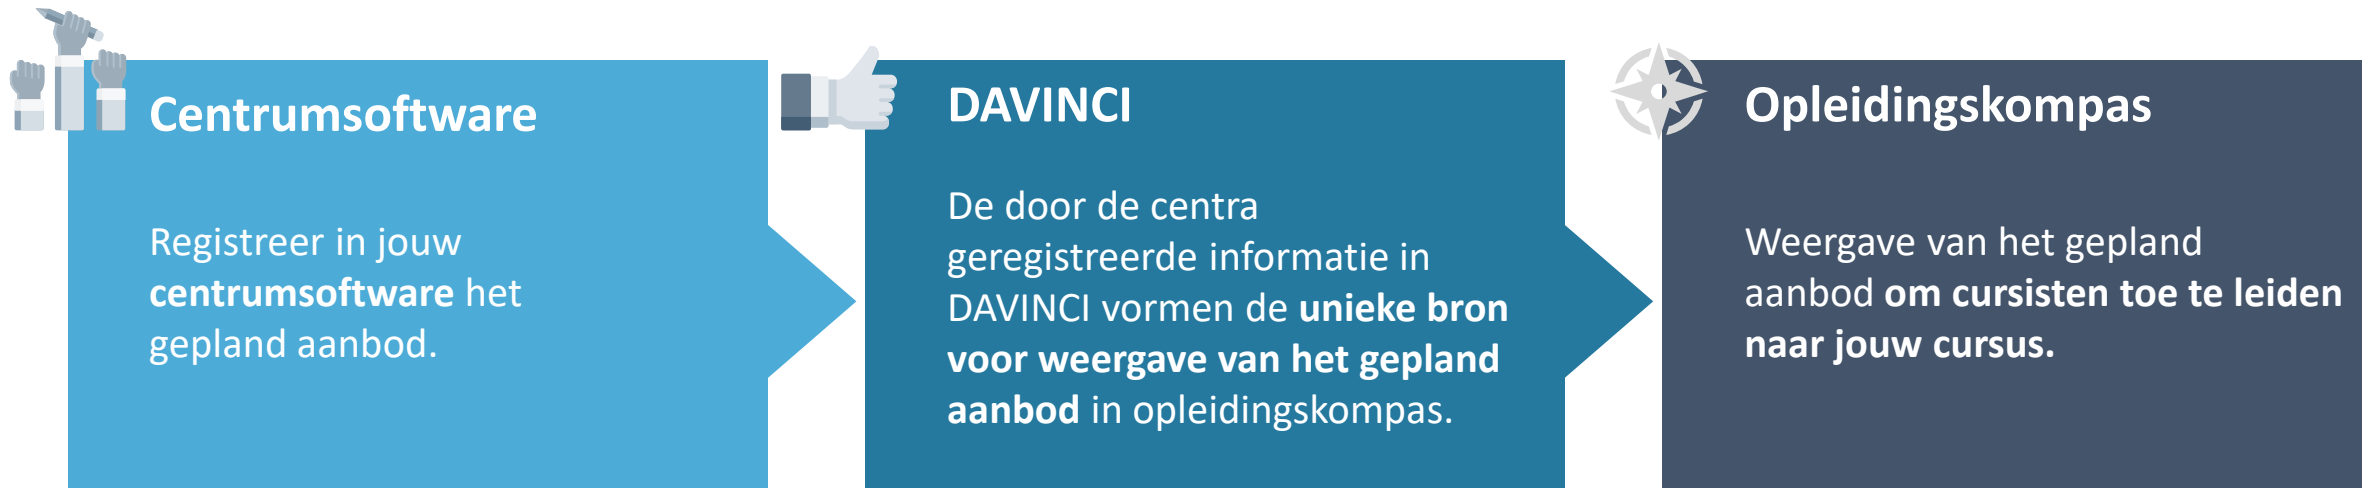 Centrumsoftware
Registreer in jouw
centrumsoftware het
gepland aanbod.
DAVINCI
De door de centra
geregistreerde informatie in
DAVINCI vormen de unieke bron
voor weergave van het gepland
aanbod in opleidingskompas.
Opleidingskompas
Weergave van het gepland
aanbod om cursisten toe te leiden
naar jouw cursus.